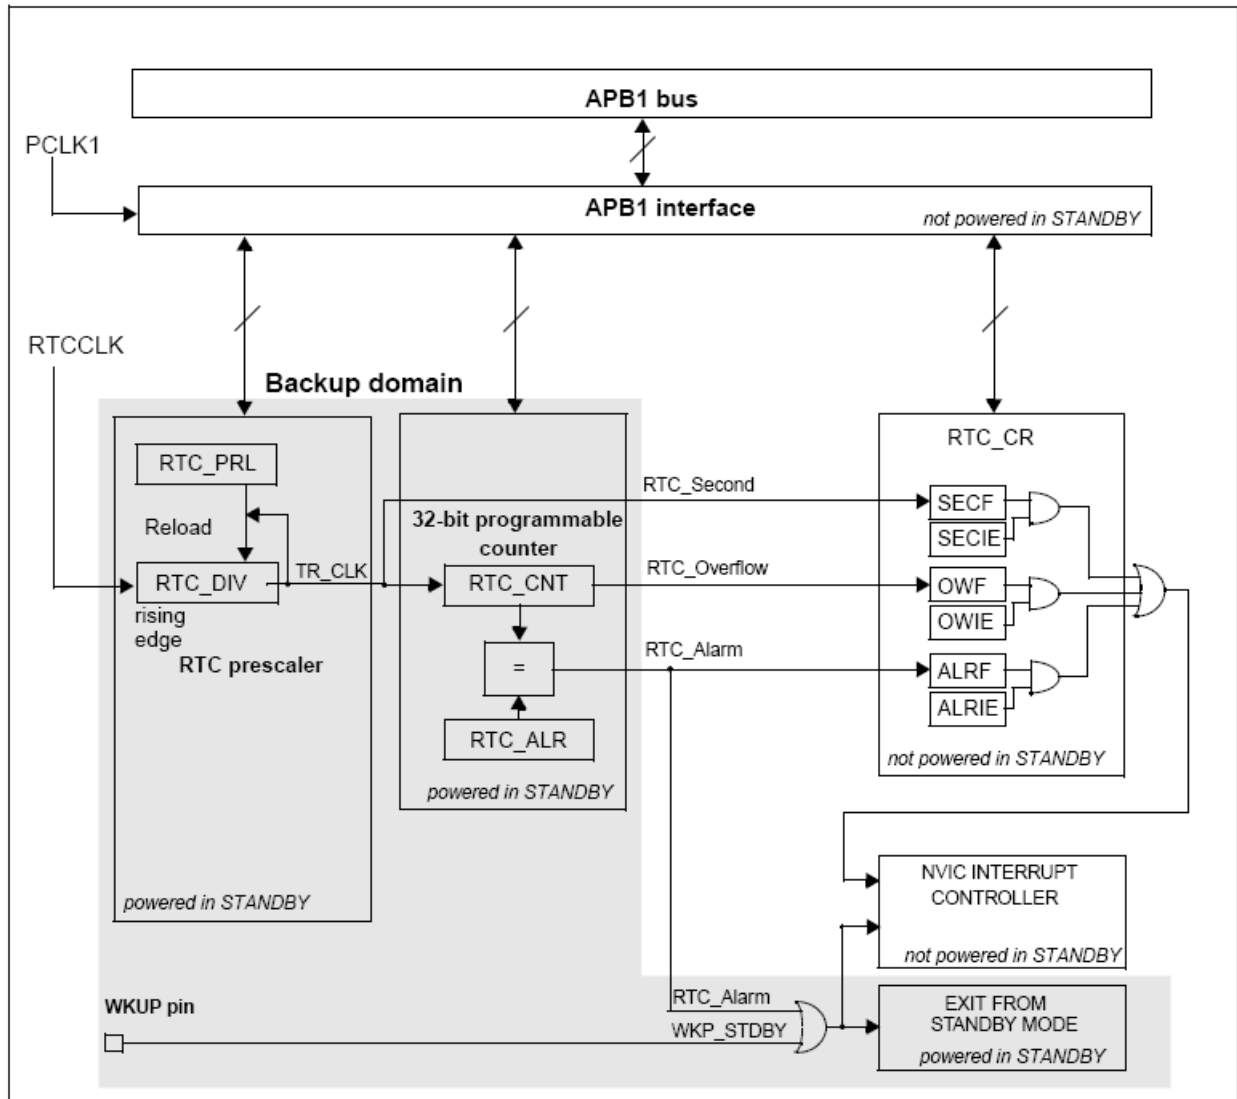 APB1 bus
PCLK1
APB1 interface
not powered in STANDBY
RTCCLK
Backup domain
RTC_CR
RTC_PRL
RTC_Second
SECF
Reload
32-bit programmable
counter
SECIE
RTC_DIV
TR_CLK
RTC_CNT
RTC_Overflow
OWF
rising
edge
OWIE
RTC prescaler
=
RTC_Alarm
ALRF
ALRIE
RTC_ALR
not powered in STANDBY
powered in STANDBY
NVIC INTERRUPT
CONTROLLER
powered in STANDBY
not powered in STANDBY
WKUP pin
RTC_Alarm
EXIT FROM
STANDBY MODE
WKP_STDBY
powered in STANDBY